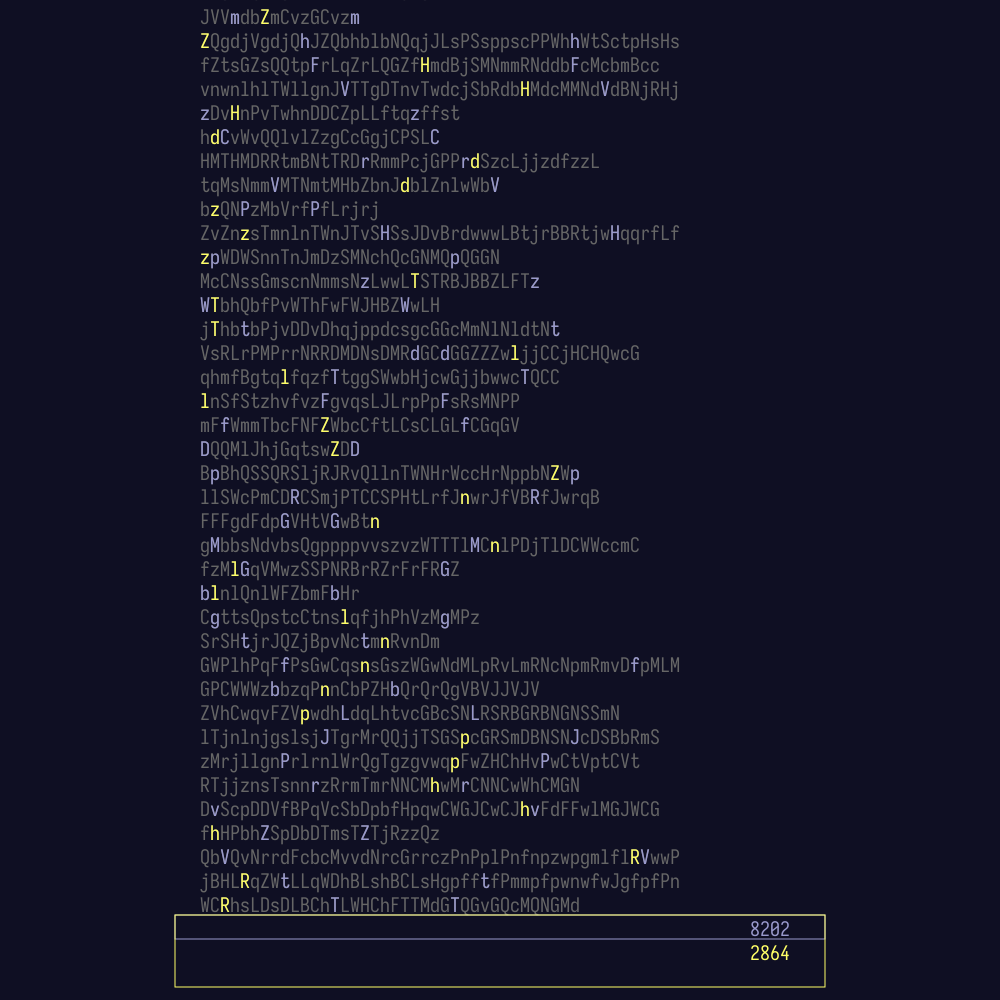 JVVmdbZmCvzGCvzm
ZQgdjVgdjQhJZQbhblbNQqjJLsPSsppscPPWhhWtSctpHsHs
fZtsGZsQQtpFrLqZrLQGZfHmdBjSMNmmRNddbFcMcbmBcc
vnwnlhlTWllgnJVTTgDTnvTwdcjSbRdbHMdcMMNdVdBNjRHj
zDvHnPvTwhnDDCZpLLftqzffst
hdCvWvQQlvlZzgCcGgjCPSLC
HMTHMDRRtmBNtTRDrRmmPcjGPPrdSzcLjjzdfzzL
tqMsNmmVMTNmtMHbZbnJdblZnlwWbV
bzQNPzMbVrfPfLrjrj
ZvZnzsTmnlnTWnJTvSHSsJDvBrdwwwLBtjrBBRtjwHqqrfLf
zpWDWSnnTnJmDzSMNchQcGNMQpQGGN
McCNssGmscnNmmsNzLwwLTSTRBJBBZLFTz
WTbhQbfPvWThFwFWJHBZWwLH
jThbtbPjvDDvDhqjppdcsgcGGcMmNlNldtNt
VsRLrPMPrrNRRDMDNsDMRdGCdGGZZZwljjCCjHCHQwcG
qhmfBgtqlfqzfTtggSWwbHjcwGjjbwwcTQCC
lnSfStzhvfvzFgvqsLJLrpPpFsRsMNPP
mFfWmmTbcFNFZWbcCftLCsCLGLfCGqGV
DQQMlJhjGqtswZDD
BpBhQSSQRSljRJRvQllnTWNHrWccHrNppbNZWp
llSWcPmCDRCSmjPTCCSPHtLrfJnwrJfVBRfJwrqB
FFFgdFdpGVHtVGwBtn
gMbbsNdvbsQgppppvvszvzWTTTlMCnlPDjTlDCWWccmC
fzMlGqVMwzSSPNRBrRZrFrFRGZ
blnlQnlWFZbmFbHr
CgttsQpstcCtnslqfjhPhVzMgMPz
SrSHtjrJQZjBpvNctmnRvnDm
GWPlhPqFfPsGwCqsnsGszWGwNdMLpRvLmRNcNpmRmvDfpMLM
GPCWWWzbbzqPnnCbPZHbQrQrQgVBVJJVJV
ZVhCwqvFZVpwdhLdqLhtvcGBcSNLRSRBGRBNGNSSmN
lTjnlnjgslsjJTgrMrQQjjTSGSpcGRSmDBNSNJcDSBbRmS
zMrjllgnPrlrnlWrQgTgzgvwqpFwZHChHvPwCtVptCVt
RTjjznsTsnnrzRrmTmrNNCMhwMrCNNCwWhCMGN
DvScpDDVfBPqVcSbDpbfHpqwCWGJCwCJhvFdFFwlMGJWCG
fhHPbhZSpDbDTmsTZTjRzzQz
QbVQvNrrdFcbcMvvdNrcGrrczPnPplPnfnpzwpgmlflRVwwP
jBHLRqZWtLLqWDhBLshBCLsHgpfftfPmmpfpwnwfwJgfpfPn
WCRhsLDsDLBChTLWHChFTTMdGTQGvGQcMQNGMd
8202
2864